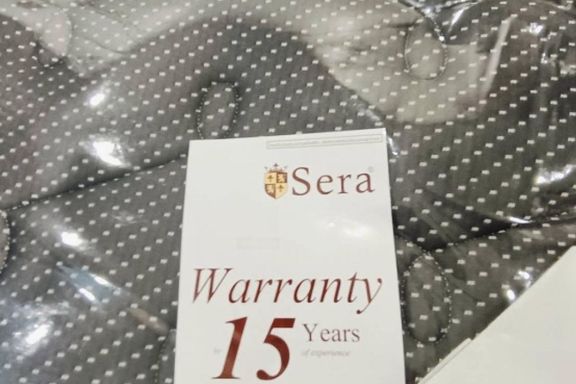 Sera®
Warranty
15 Years
of experience